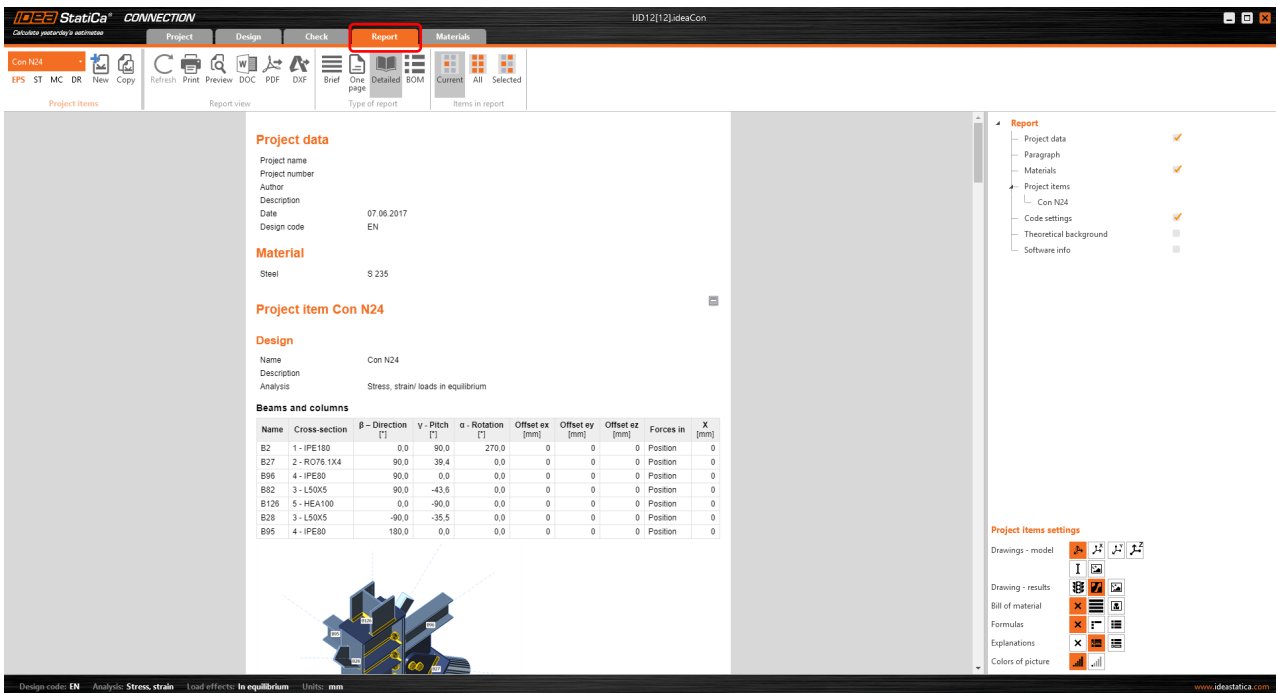 IDEA StatiCa® CONNECTION
Calculate yesterday's estimates
IJD12[12].ideaCon
Project Design Check Report Materials
Con N24
EPS ST MC DR New Copy
Refresh Print Preview DOC PDF DXF
Brief One page Detailed BOM
Current All Selected
Project items Report view Type of report Items in report
Project data
Project name
Project number
Author
Description
Date 07.06.2017
Design code EN
Material
Steel S 235
Project item Con N24
Design
Name Con N24
Description
Analysis Stress, strain/ loads in equilibrium
Beams and columns
Name Cross-section β – Direction [°] γ - Pitch [°] α - Rotation [°] Offset ex [mm] Offset ey [mm] Offset ez [mm] Forces in X [mm]
B2 1 - IPE180 0,0 90,0 270,0 0 0 0 Position 0
B27 2 - RO76.1X4 90,0 39,4 0,0 0 0 0 Position 0
B96 4 - IPE80 90,0 0,0 0,0 0 0 0 Position 0
B82 3 - L50X5 90,0 -43,6 0,0 0 0 0 Position 0
B126 5 - HEA100 0,0 -90,0 0,0 0 0 0 Position 0
B28 3 - L50X5 -90,0 -35,5 0,0 0 0 0 Position 0
B95 4 - IPE80 180,0 0,0 0,0 0 0 0 Position 0
B126
B96
B95
B28
B27
Report
Project data
Paragraph
Materials
Project items
Con N24
Code settings
Theoretical background
Software info
Project items settings
Drawings - model
X Y Z
Drawing - results
Bill of material
Formulas
Explanations
Colors of picture
Design code: EN Analysis: Stress, strain Load effects: In equilibrium Units: mm
www.ideastatica.com